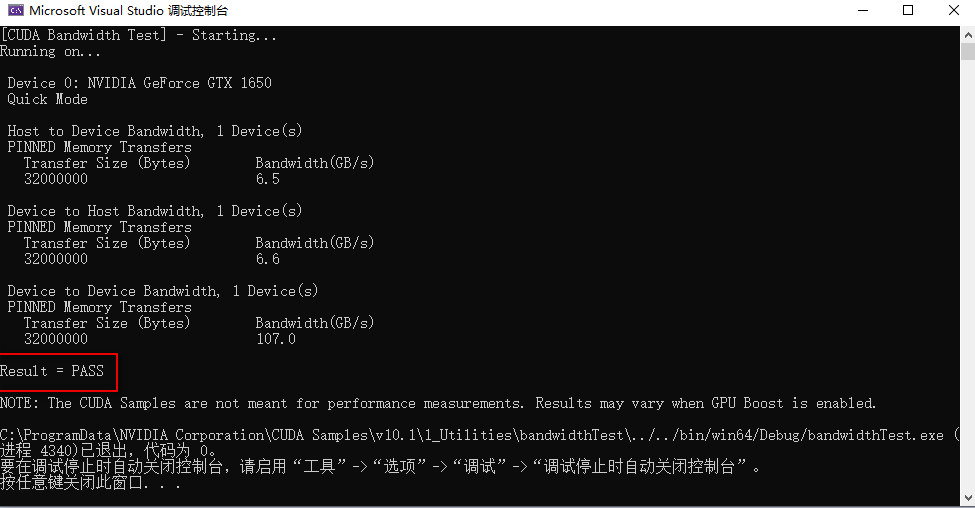 Microsoft Visual Studio 调试控制台
[CUDA Bandwidth Test] - Starting...
Running on...
Device 0: NVIDIA GeForce GTX 1650
Quick Mode
Host to Device Bandwidth, 1 Device(s)
PINNED Memory Transfers
Transfer Size (Bytes) Bandwidth(GB/s)
32000000 6.5
Device to Host Bandwidth, 1 Device(s)
PINNED Memory Transfers
Transfer Size (Bytes) Bandwidth(GB/s)
32000000 6.6
Device to Device Bandwidth, 1 Device(s)
PINNED Memory Transfers
Transfer Size (Bytes) Bandwidth(GB/s)
32000000 107.0
Result = PASS
NOTE: The CUDA Samples are not meant for performance measurements. Results may vary when GPU Boost is enabled.
C:\ProgramData\NVIDIA Corporation\CUDA Samples\v10.1\1_Utilities\bandwidthTest\../../bin/win64/Debug/bandwidthTest.exe (
进程 4340)已退出，代码为 0。
要在调试停止时自动关闭控制台，请启用“工具”->“选项”->“调试”->“调试停止时自动关闭控制台”。
按任意键关闭此窗口. . .